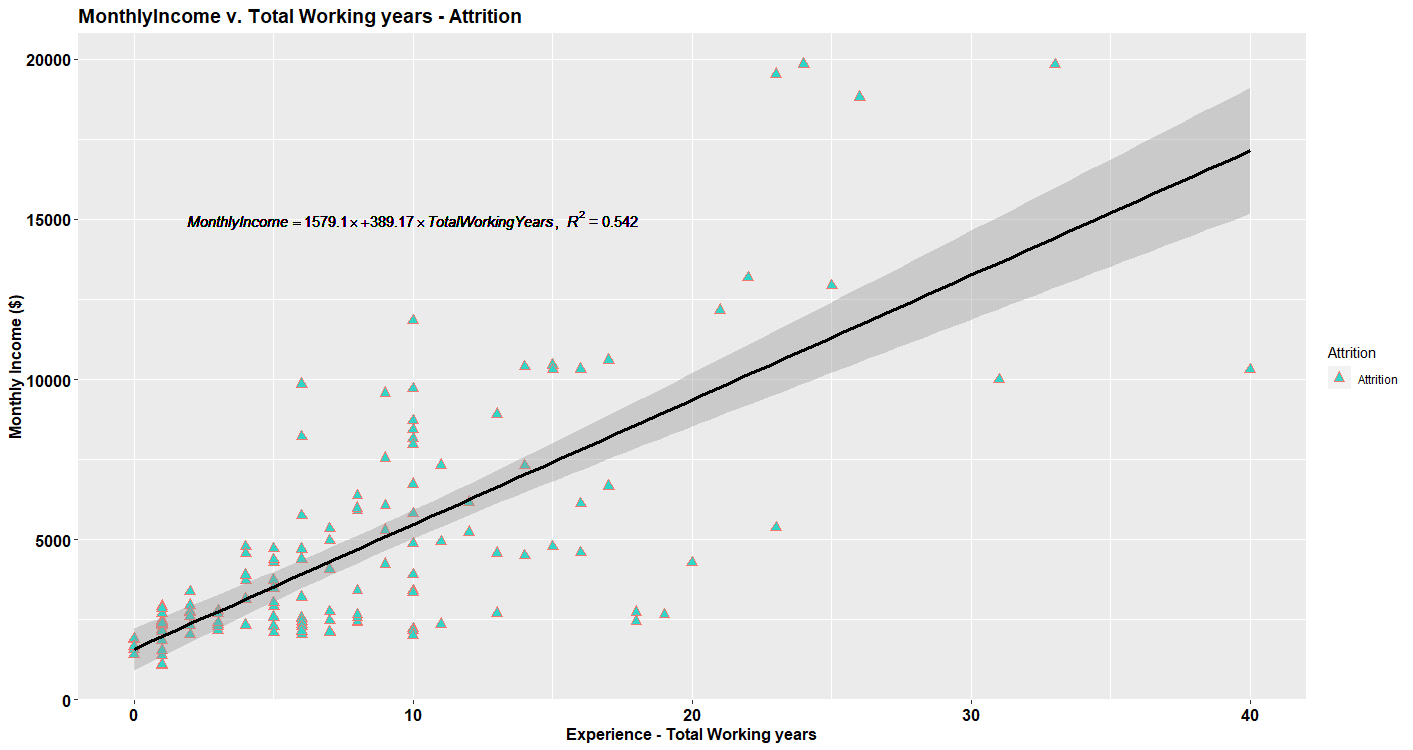 MonthlyIncome v. Total Working years - Attrition
20000
15000
10000
5000
0
Monthly Income ($)
MonthlyIncome = 1579.1 × +389.17 × TotalWorkingYears, R² = 0.542
0 10 20 30 40
Experience - Total Working years
Attrition
Attrition